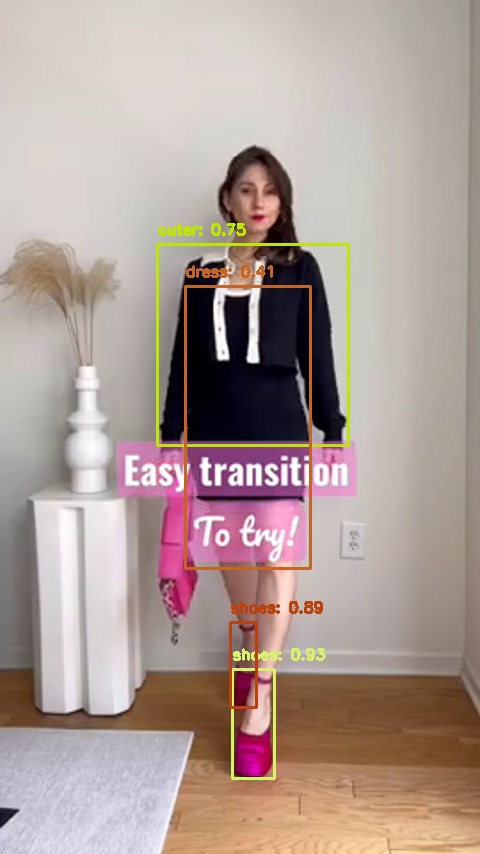 outer: 0.75
dress: 0.41
Easy transition
To try!
shoes: 0.89
shoes: 0.93